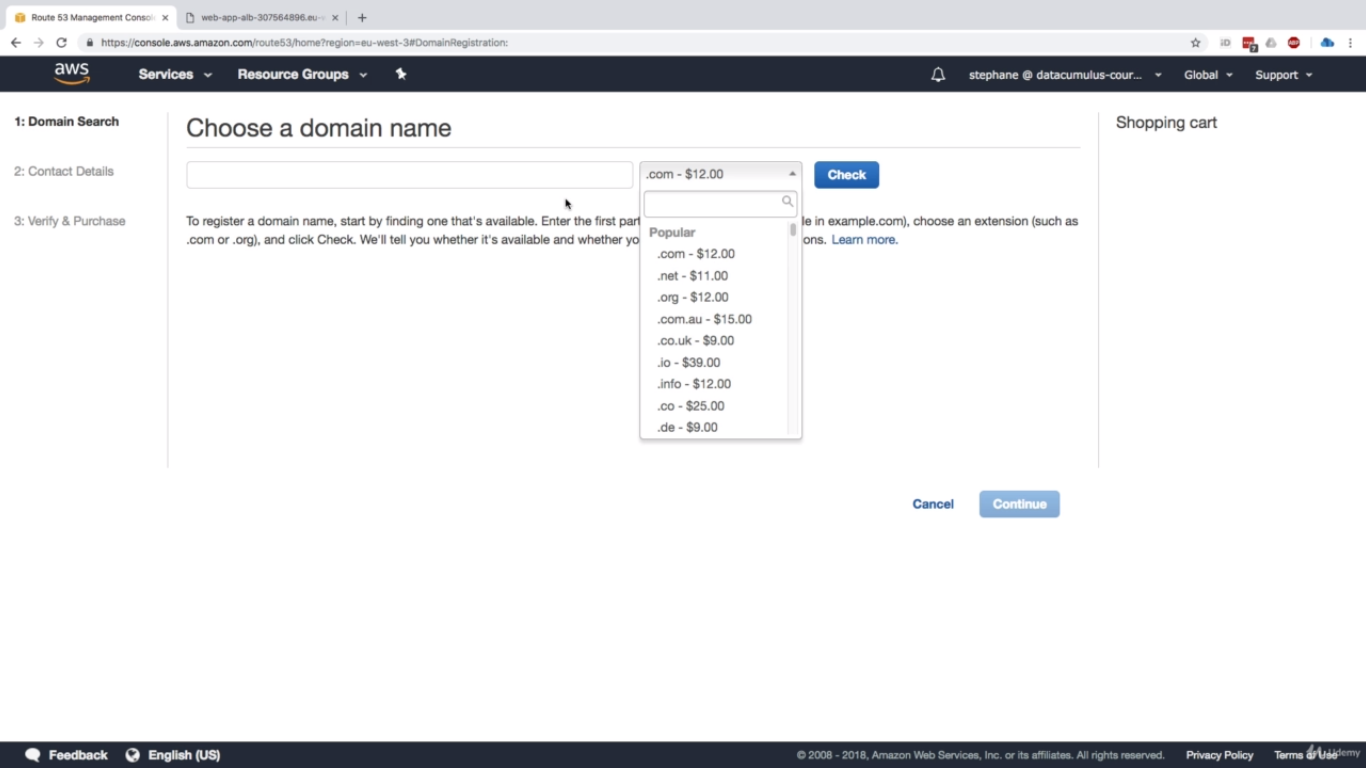 Route 53 Management Consol
web-app-alb-307564896.eu-
https://console.aws.amazon.com/route53/home?region=eu-west-3#DomainRegistration:
aws Services Resource Groups stephane @ datacumulus-cour... Global Support
1: Domain Search
2: Contact Details
3: Verify & Purchase
Choose a domain name
.com - $12.00
Check
To register a domain name, start by finding one that's available. Enter the first part le in example.com), choose an extension (such as
.com or .org), and click Check. We'll tell you whether it's available and whether yo ons. Learn more.
Popular
.com - $12.00
.net - $11.00
.org - $12.00
.com.au - $15.00
.co.uk - $9.00
.io - $39.00
.info - $12.00
.co - $25.00
.de - $9.00
Shopping cart
Cancel Continue
Feedback English (US) © 2008 - 2018, Amazon Web Services, Inc. or its affiliates. All rights reserved. Privacy Policy Terms of Use